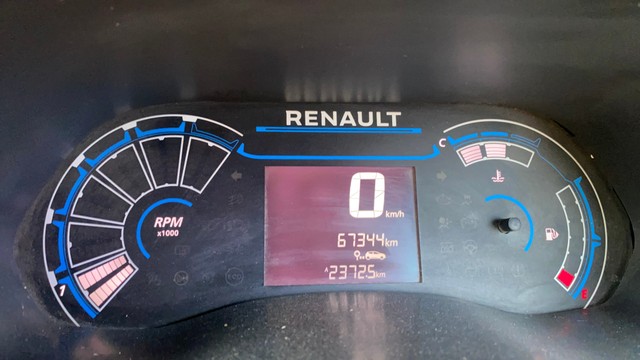 RENAULT
C
0 km/h
RPM
x1000
67344km
A 23725km
1
E